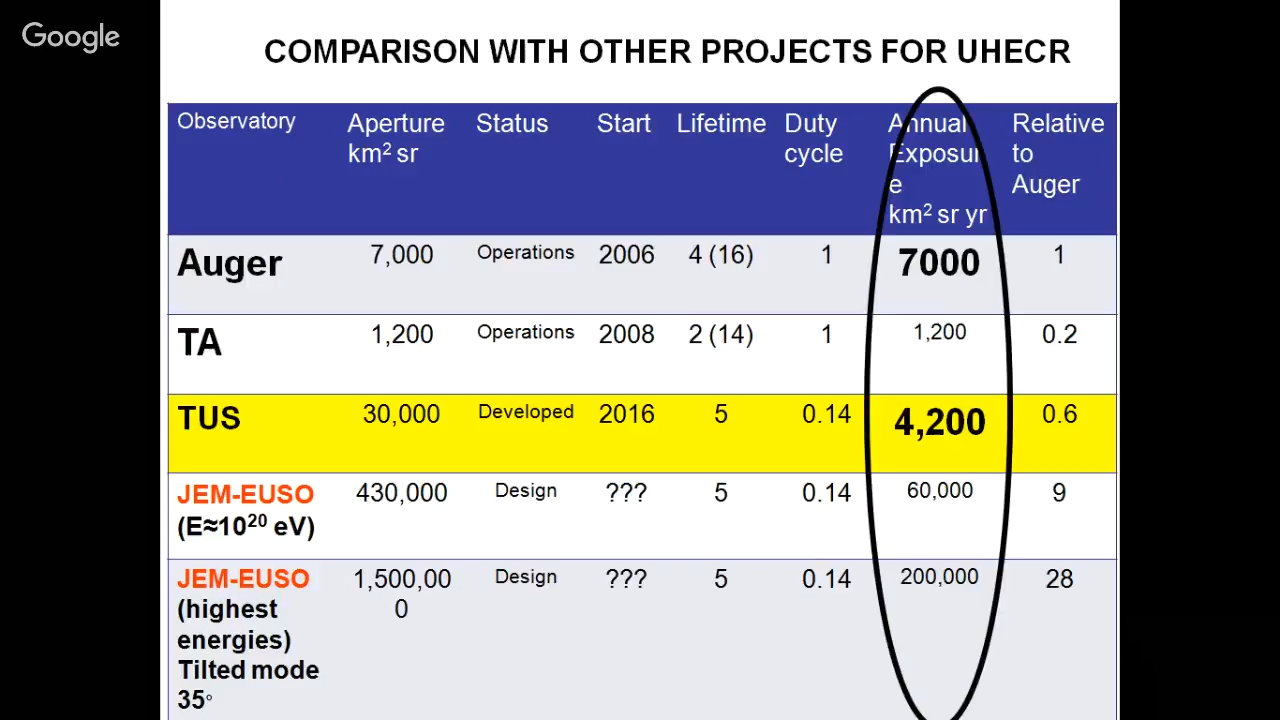 Google
COMPARISON WITH OTHER PROJECTS FOR UHECR
Observatory Aperture km² sr Status Start Lifetime Duty cycle Annual Exposure km² sr yr Relative to Auger
Auger 7,000 Operations 2006 4 (16) 1 7000 1
TA 1,200 Operations 2008 2 (14) 1 1,200 0.2
TUS 30,000 Developed 2016 5 0.14 4,200 0.6
JEM-EUSO 430,000 Design ??? 5 0.14 60,000 9
(E≈10²⁰ eV)
JEM-EUSO 1,500,000 Design ??? 5 0.14 200,000 28
(highest
energies)
Tilted mode
35°